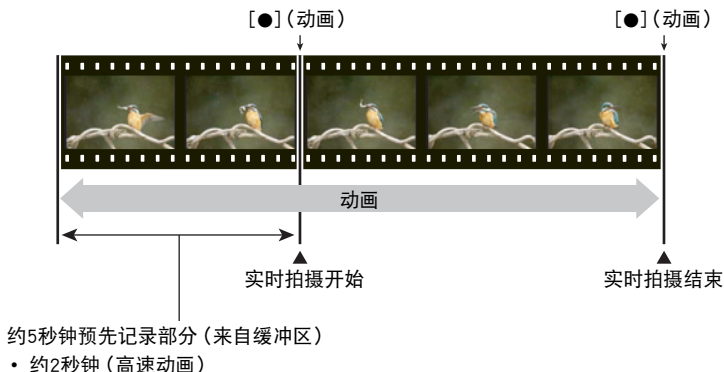 [●](动画) [●](动画)
动画
实时拍摄开始 实时拍摄结束
约5秒钟预先记录部分(来自缓冲区)
• 约2秒钟(高速动画)